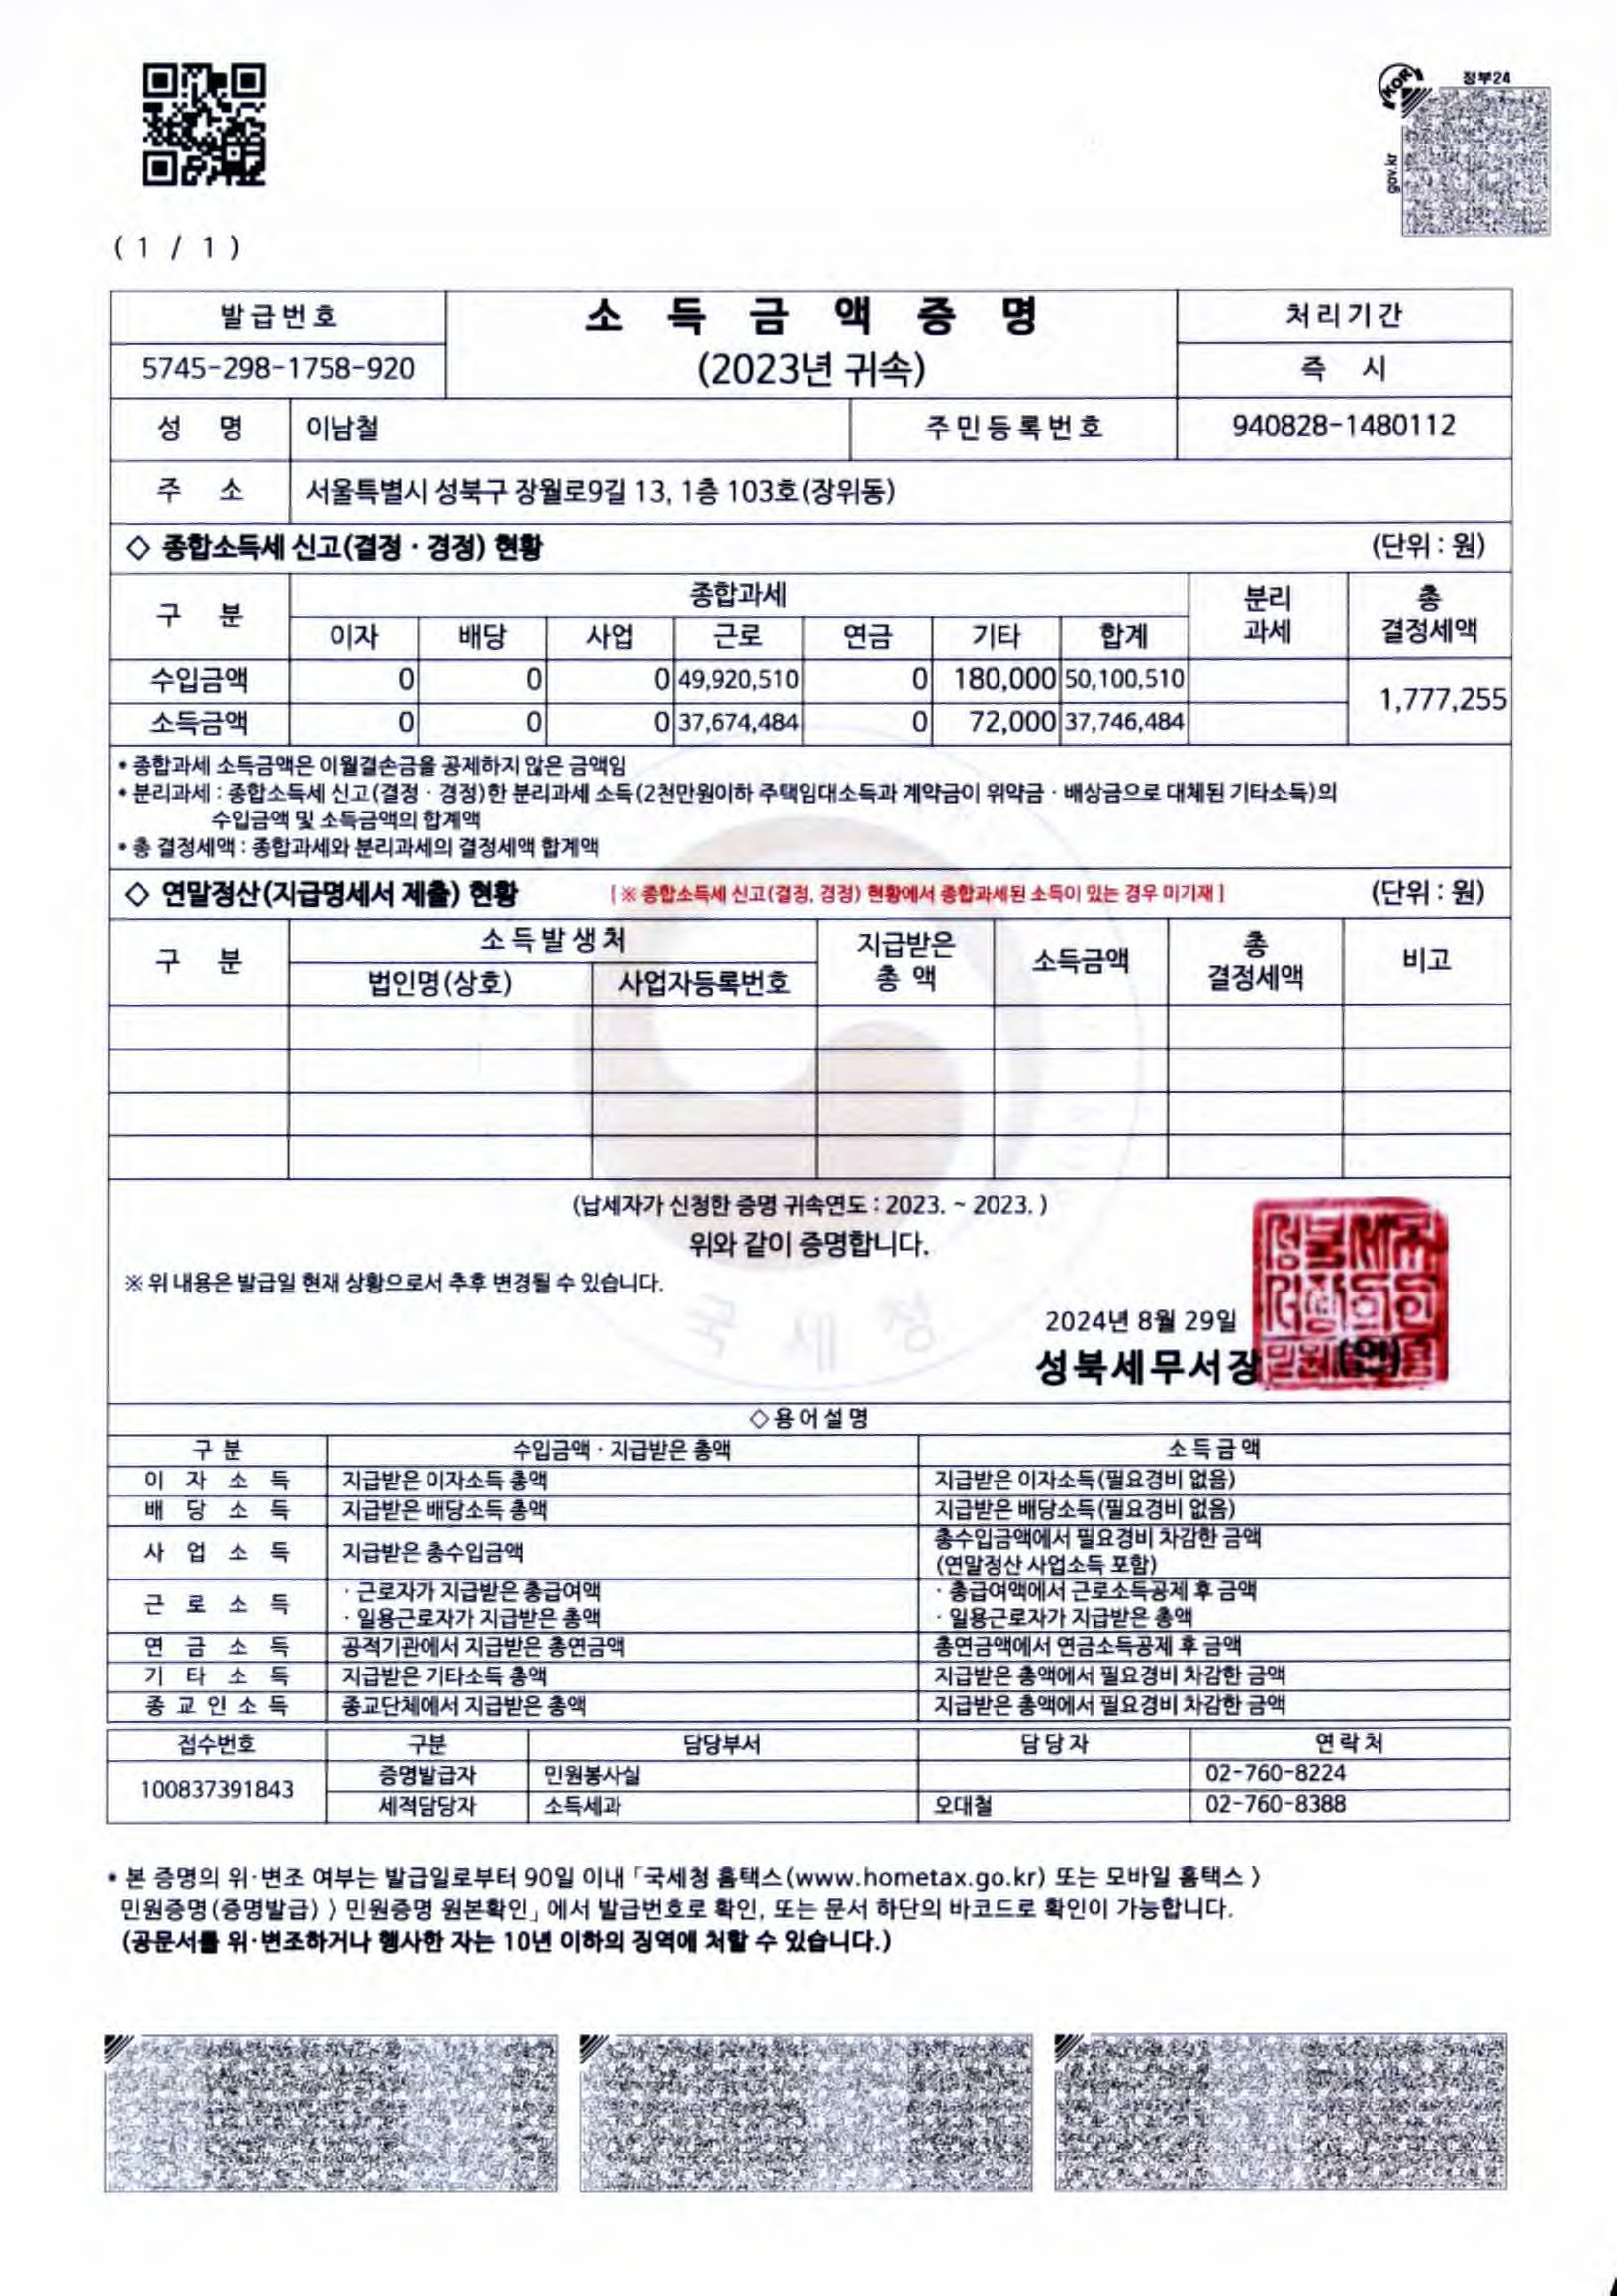 정부24
gov.kr
KOR
( 1 / 1 )
발급번호
소 득 금 액 증 명
처리기간
5745-298-1758-920
(2023년 귀속)
즉 시
성 명 이남철 주민등록번호 940828-1480112
주 소 서울특별시 성북구 장월로9길 13, 1층 103호(장위동)
◇ 종합소득세 신고(결정 · 경정) 현황 (단위 : 원)
구 분 종합과세 분리과세 총결정세액
이자 배당 사업 근로 연금 기타 합계
수입금액 0 0 0 49,920,510 0 180,000 50,100,510 1,777,255
소득금액 0 0 0 37,674,484 0 72,000 37,746,484
• 종합과세 소득금액은 이월결손금을 공제하지 않은 금액임
• 분리과세 : 종합소득세 신고(결정 · 경정)한 분리과세 소득(2천만원이하 주택임대소득과 계약금이 위약금 · 배상금으로 대체된 기타소득)의
수입금액 및 소득금액의 합계액
• 총 결정세액 : 종합과세와 분리과세의 결정세액 합계액
◇ 연말정산(지급명세서 제출) 현황 [ ※ 종합소득세 신고(결정, 경정) 현황에서 종합과세된 소득이 있는 경우 미기재 ] (단위 : 원)
구 분 소득발생처 지급받은 총 액 소득금액 총 결정세액 비고
법인명(상호) 사업자등록번호
(납세자가 신청한 증명 귀속연도 : 2023. ~ 2023. )
위와 같이 증명합니다.
※ 위 내용은 발급일 현재 상황으로서 추후 변경될 수 있습니다.
국세청
2024년 8월 29일
성북세무서장 (인)
◇용어설명
구 분 수입금액 · 지급받은 총액 소득금액
이 자 소 득 지급받은 이자소득 총액 지급받은 이자소득(필요경비 없음)
배 당 소 득 지급받은 배당소득 총액 지급받은 배당소득(필요경비 없음)
사 업 소 득 지급받은 총수입금액 총수입금액에서 필요경비 차감한 금액
(연말정산 사업소득 포함)
근 로 소 득 · 근로자가 지급받은 총급여액 · 총급여액에서 근로소득공제 후 금액
· 일용근로자가 지급받은 총액 · 일용근로자가 지급받은 총액
연 금 소 득 공적기관에서 지급받은 총연금액 총연금액에서 연금소득공제 후 금액
기 타 소 득 지급받은 기타소득 총액 지급받은 총액에서 필요경비 차감한 금액
종 교 인 소 득 종교단체에서 지급받은 총액 지급받은 총액에서 필요경비 차감한 금액
접수번호 구분 담당부서 담당자 연락처
100837391843 증명발급자 민원봉사실 02-760-8224
세적담당자 소득세과 오대철 02-760-8388
• 본 증명의 위·변조 여부는 발급일로부터 90일 이내「국세청 홈택스(www.hometax.go.kr) 또는 모바일 홈택스 〉
민원증명(증명발급) 〉 민원증명 원본확인」에서 발급번호로 확인, 또는 문서 하단의 바코드로 확인이 가능합니다.
(공문서를 위·변조하거나 행사한 자는 10년 이하의 징역에 처할 수 있습니다.)